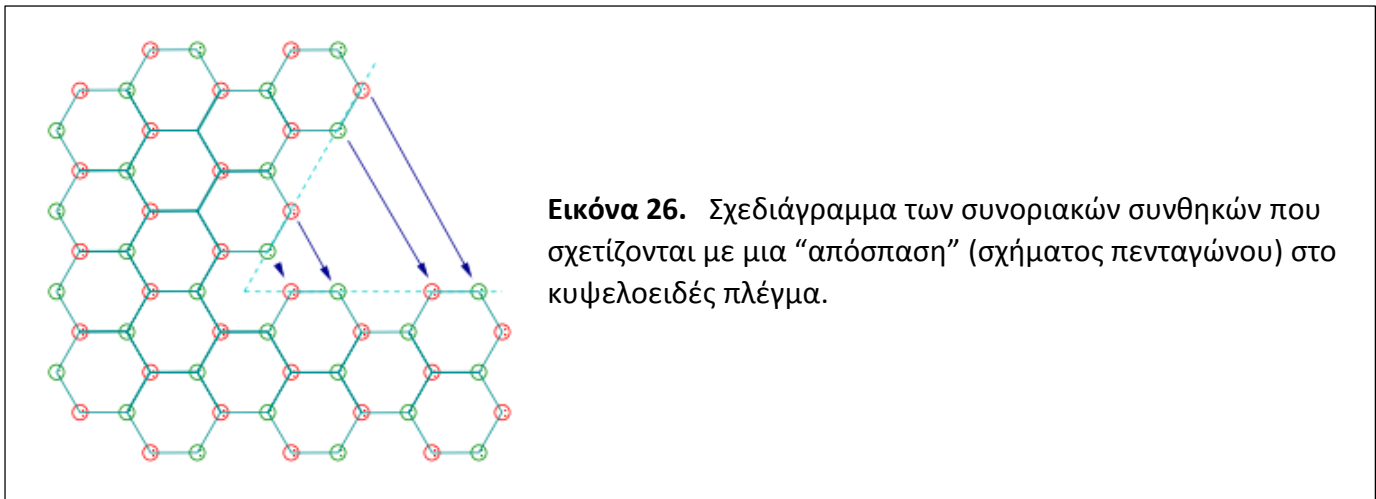 Εικόνα 26. Σχεδιάγραμμα των συνοριακών συνθηκών που
σχετίζονται με μια “απόσπαση” (σχήματος πενταγώνου) στο
κυψελοειδές πλέγμα.